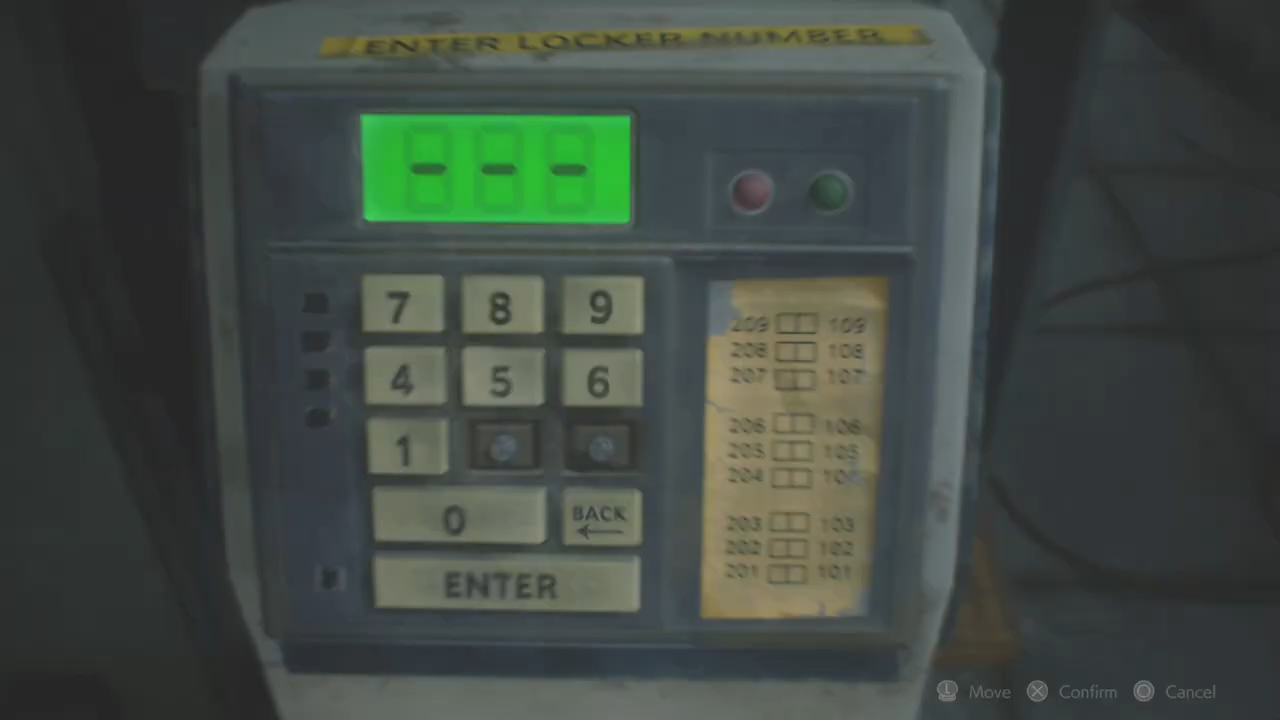 ENTER LOCKER NUMBER
- - -
7 8 9
4 5 6
1
0 BACK
ENTER
209 109
208 108
207 107
206 106
205 105
204
203 103
202 102
201 101
Move Confirm Cancel